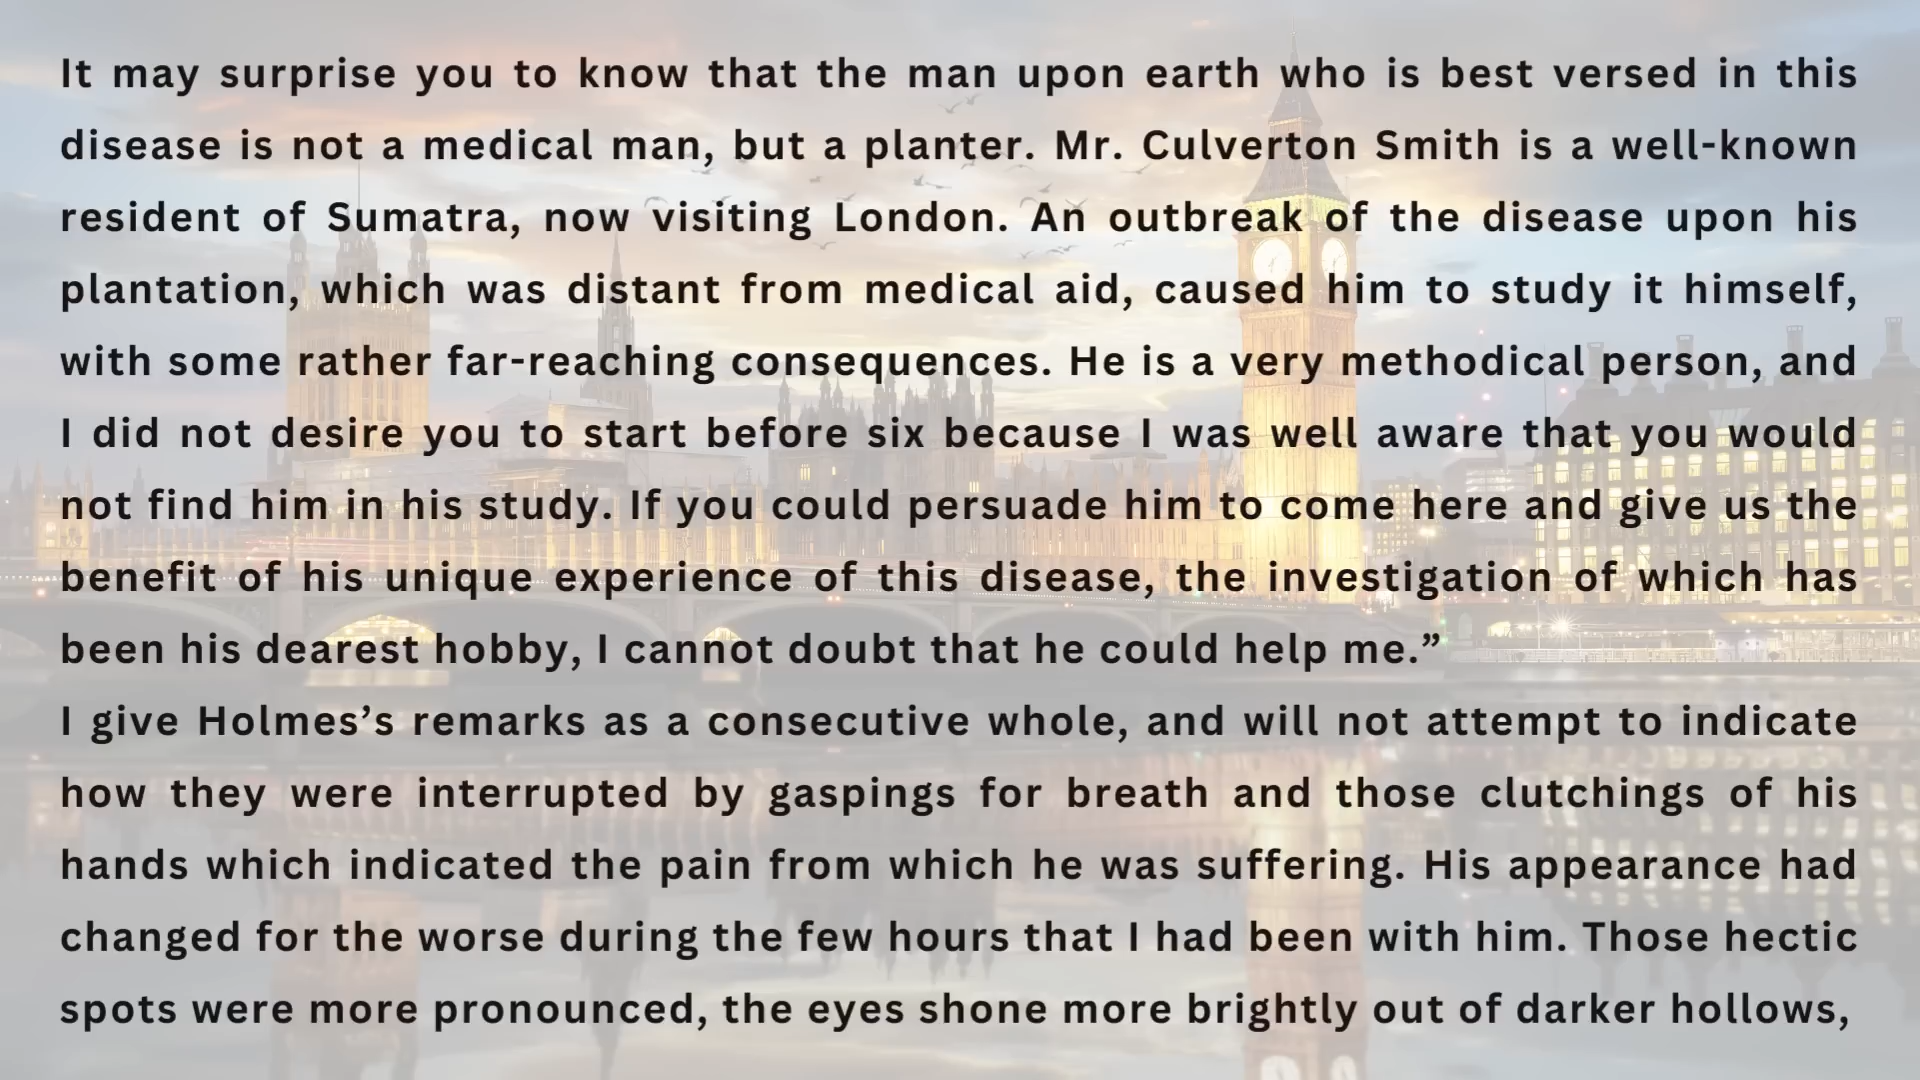 It may surprise you to know that the man upon earth who is best versed in this
disease is not a medical man, but a planter. Mr. Culverton Smith is a well-known
resident of Sumatra, now visiting London. An outbreak of the disease upon his
plantation, which was distant from medical aid, caused him to study it himself,
with some rather far-reaching consequences. He is a very methodical person, and
I did not desire you to start before six because I was well aware that you would
not find him in his study. If you could persuade him to come here and give us the
benefit of his unique experience of this disease, the investigation of which has
been his dearest hobby, I cannot doubt that he could help me.”
I give Holmes’s remarks as a consecutive whole, and will not attempt to indicate
how they were interrupted by gaspings for breath and those clutchings of his
hands which indicated the pain from which he was suffering. His appearance had
changed for the worse during the few hours that I had been with him. Those hectic
spots were more pronounced, the eyes shone more brightly out of darker hollows,